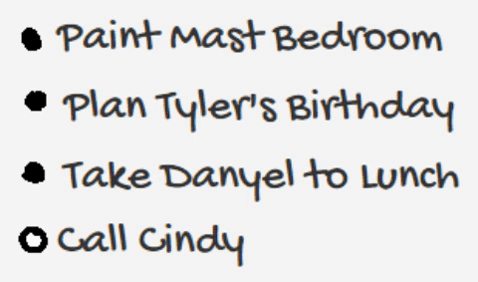 Paint Mast Bedroom
Plan Tyler's Birthday
Take Danyel to Lunch
Call Cindy